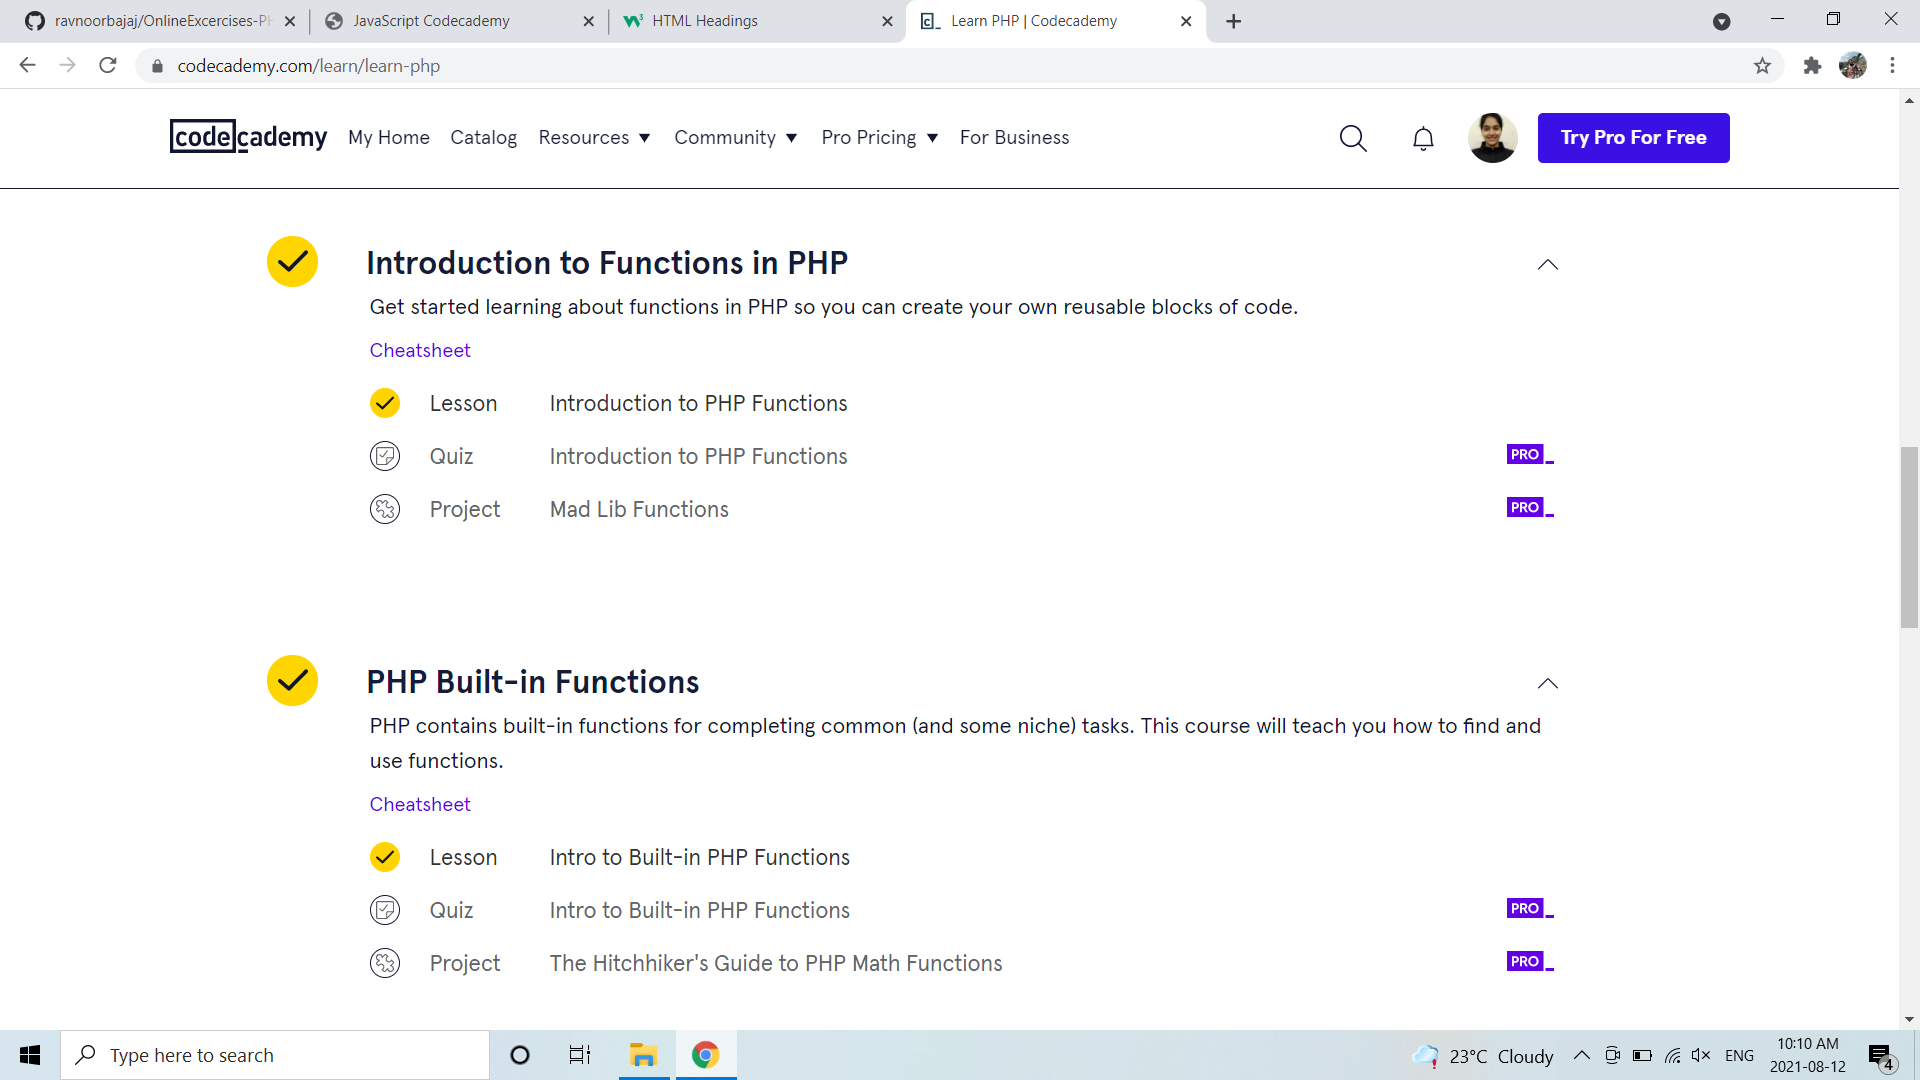 ravnoorbajaj/OnlineExcercises-PH
JavaScript Codecademy
HTML Headings
Learn PHP | Codecademy
codecademy.com/learn/learn-php
codecademy
My Home
Catalog
Resources
Community
Pro Pricing
For Business
Try Pro For Free
Introduction to Functions in PHP
Get started learning about functions in PHP so you can create your own reusable blocks of code.
Cheatsheet
Lesson Introduction to PHP Functions
Quiz Introduction to PHP Functions PRO
Project Mad Lib Functions PRO
PHP Built-in Functions
PHP contains built-in functions for completing common (and some niche) tasks. This course will teach you how to find and
use functions.
Cheatsheet
Lesson Intro to Built-in PHP Functions
Quiz Intro to Built-in PHP Functions PRO
Project The Hitchhiker's Guide to PHP Math Functions PRO
Type here to search
23°C Cloudy
ENG
10:10 AM
2021-08-12
4